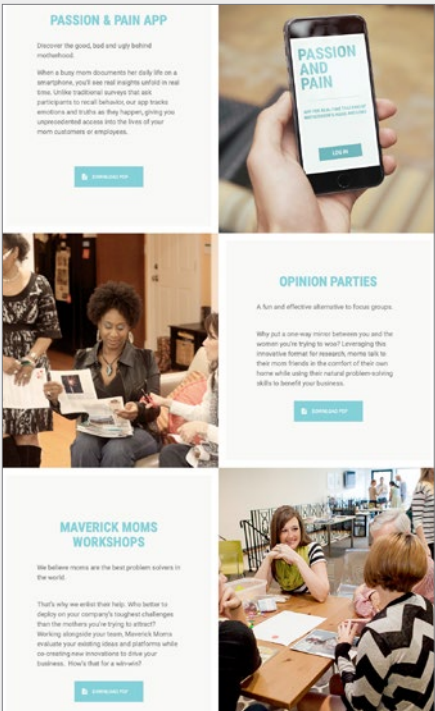 PASSION & PAIN APP
Discover the good, bad and ugly behind
motherhood.
When a busy mom documents her daily life on a
smartphone, you'll see real insights unfold in real
time. Unlike traditional surveys that ask
participants to recall behavior, our app tracks
emotions and truths as they happen, giving you
unprecedented access into the lives of your
mom customers or employees.
DOWNLOAD PDF
PASSION
AND
PAIN
LOG IN
OPINION PARTIES
A fun and effective alternative to focus groups.
Why put a one-way mirror between you and the
women you're trying to woo? Leveraging this
innovative format for research, moms talk to
their mom friends in the comfort of their own
home while using their natural problem-solving
skills to benefit your business.
DOWNLOAD PDF
MAVERICK MOMS
WORKSHOPS
We believe moms are the best problem solvers in
the world.
That's why we enlist their help. Who better to
deploy on your company's toughest challenges
than the mothers you're trying to attract?
Working alongside your team, Maverick Moms
evaluate your existing ideas and platforms while
co-creating new innovations to drive your
business. How's that for a win-win?
DOWNLOAD PDF